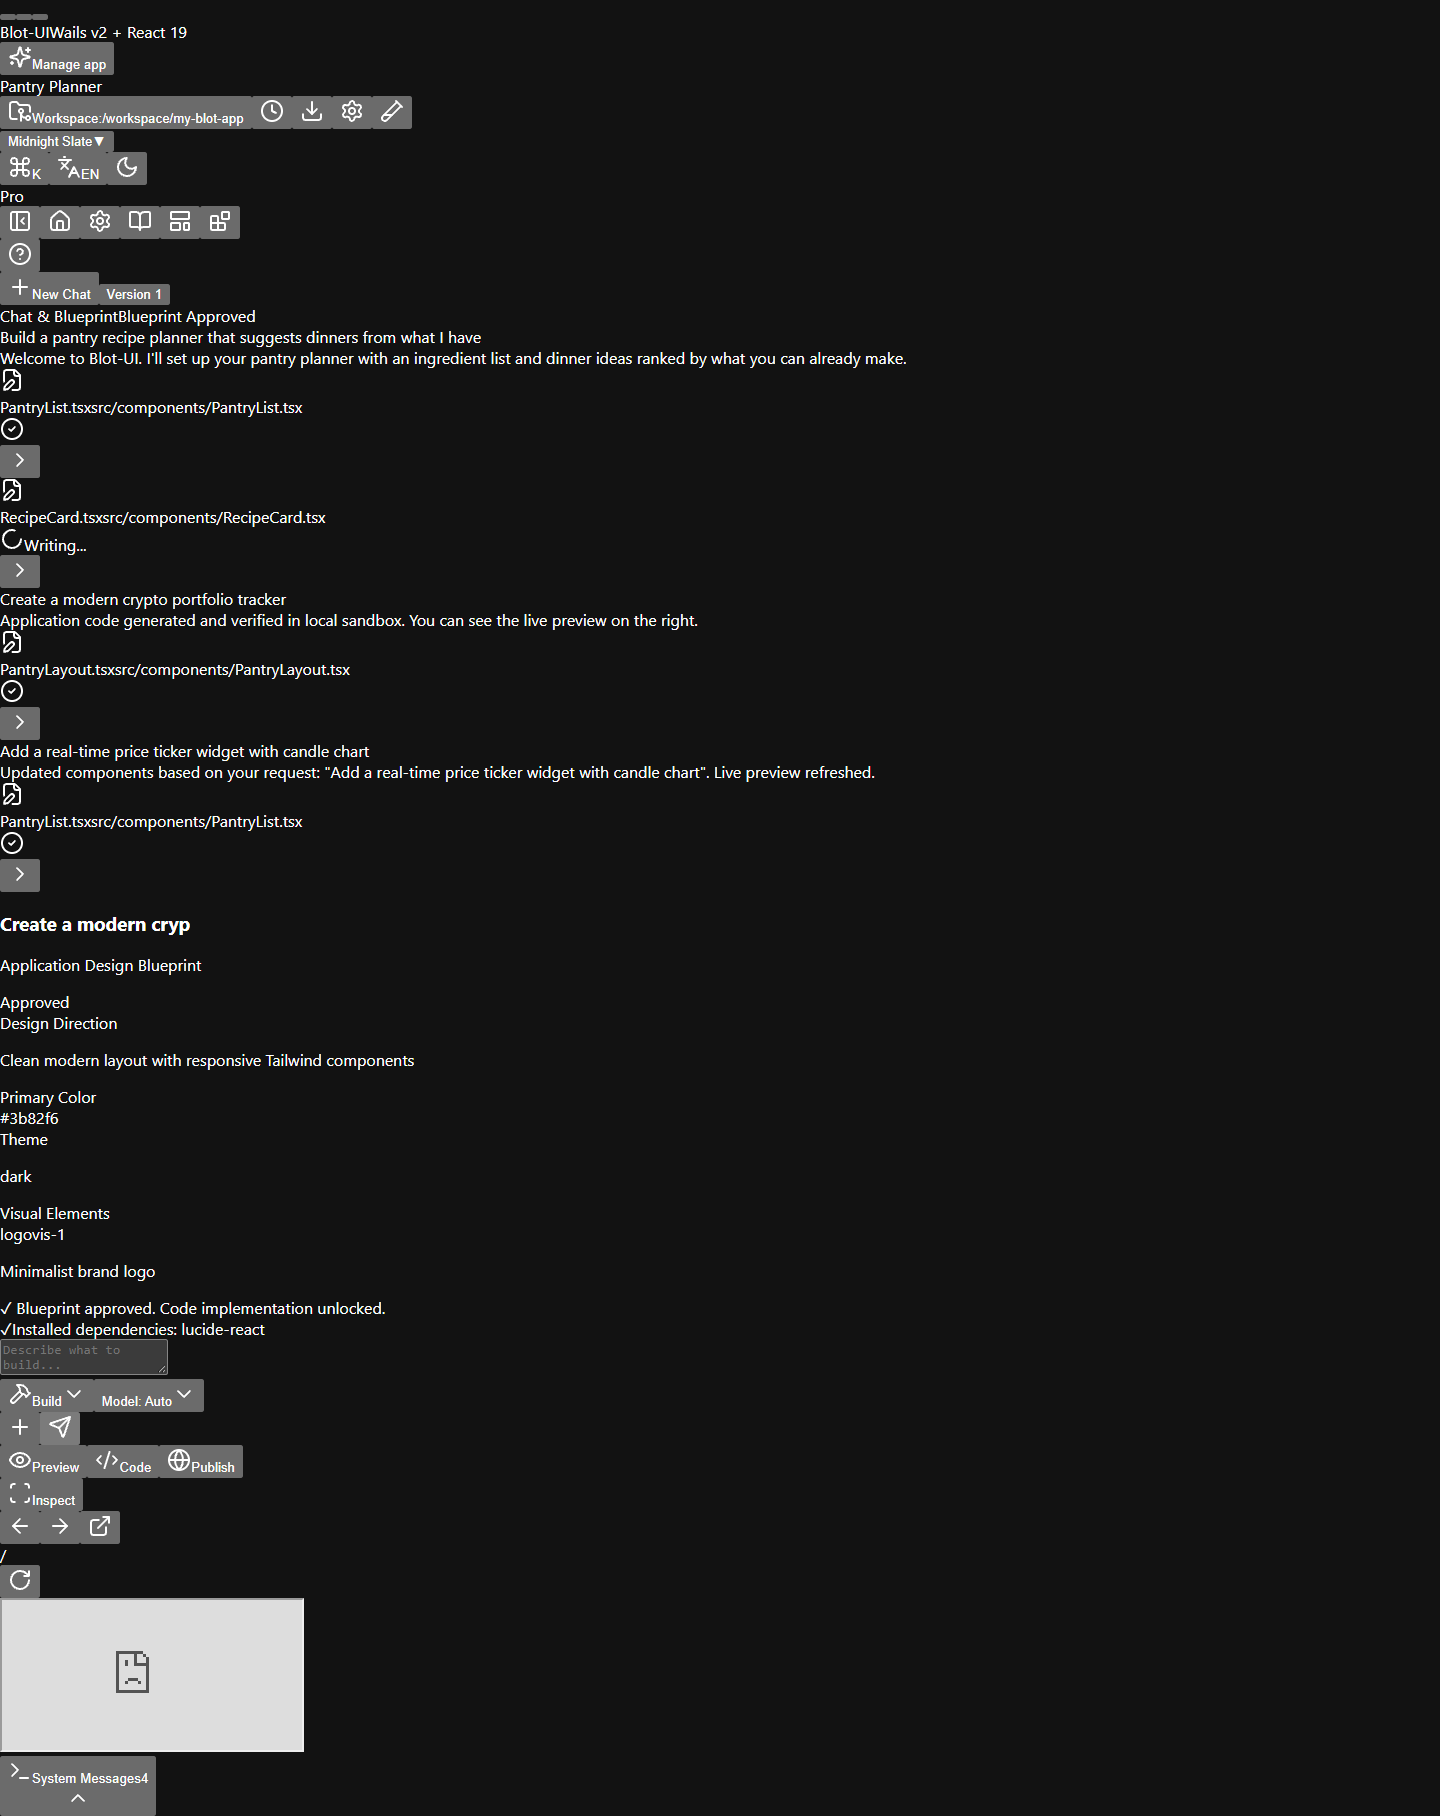 Blot-UIWails v2 + React 19
Manage app
Pantry Planner
Workspace:/workspace/my-blot-app
Midnight Slate▼
K EN
Pro
New Chat Version 1
Chat & BlueprintBlueprint Approved
Build a pantry recipe planner that suggests dinners from what I have
Welcome to Blot-UI. I'll set up your pantry planner with an ingredient list and dinner ideas ranked by what you can already make.
PantryList.tsxsrc/components/PantryList.tsx
RecipeCard.tsxsrc/components/RecipeCard.tsx
Writing...
Create a modern crypto portfolio tracker
Application code generated and verified in local sandbox. You can see the live preview on the right.
PantryLayout.tsxsrc/components/PantryLayout.tsx
Add a real-time price ticker widget with candle chart
Updated components based on your request: "Add a real-time price ticker widget with candle chart". Live preview refreshed.
PantryList.tsxsrc/components/PantryList.tsx
Create a modern cryp
Application Design Blueprint
Approved
Design Direction
Clean modern layout with responsive Tailwind components
Primary Color
#3b82f6
Theme
dark
Visual Elements
logovis-1
Minimalist brand logo
✓ Blueprint approved. Code implementation unlocked.
✓Installed dependencies: lucide-react
Describe what to
build...
Build Model: Auto
Preview Code Publish
Inspect
/
System Messages4